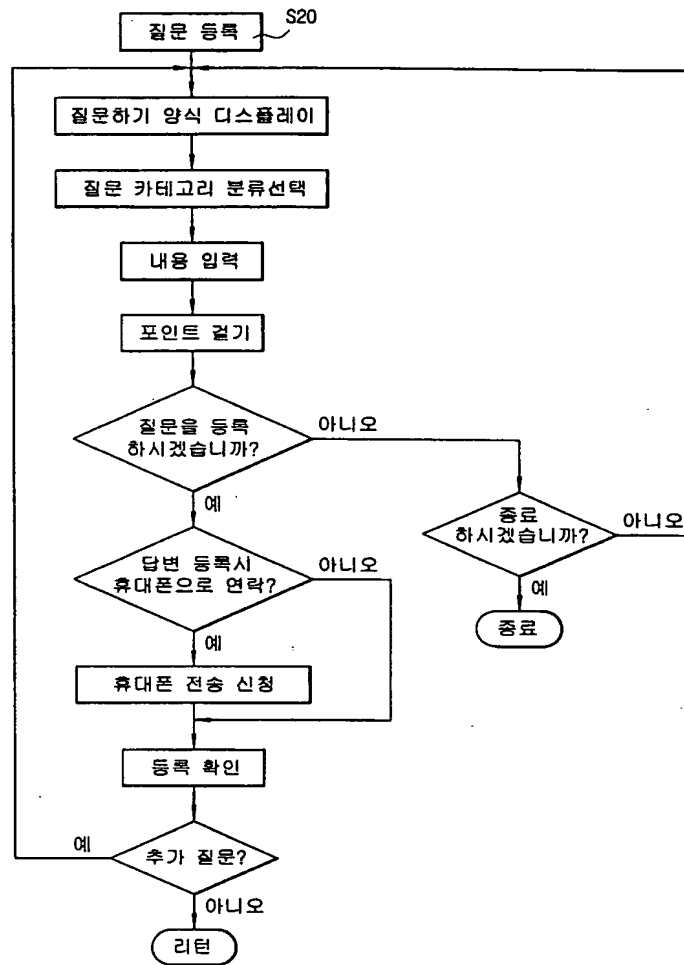 질문 등록
S20
질문하기 양식 디스플레이
질문 카테고리 분류선택
내용 입력
포인트 걸기
질문을 등록
하시겠습니까?
아니오
예
종료
하시겠습니까?
아니오
예
종료
답변 등록시
휴대폰으로 연락?
아니오
예
휴대폰 전송 신청
등록 확인
추가 질문?
예
아니오
리턴